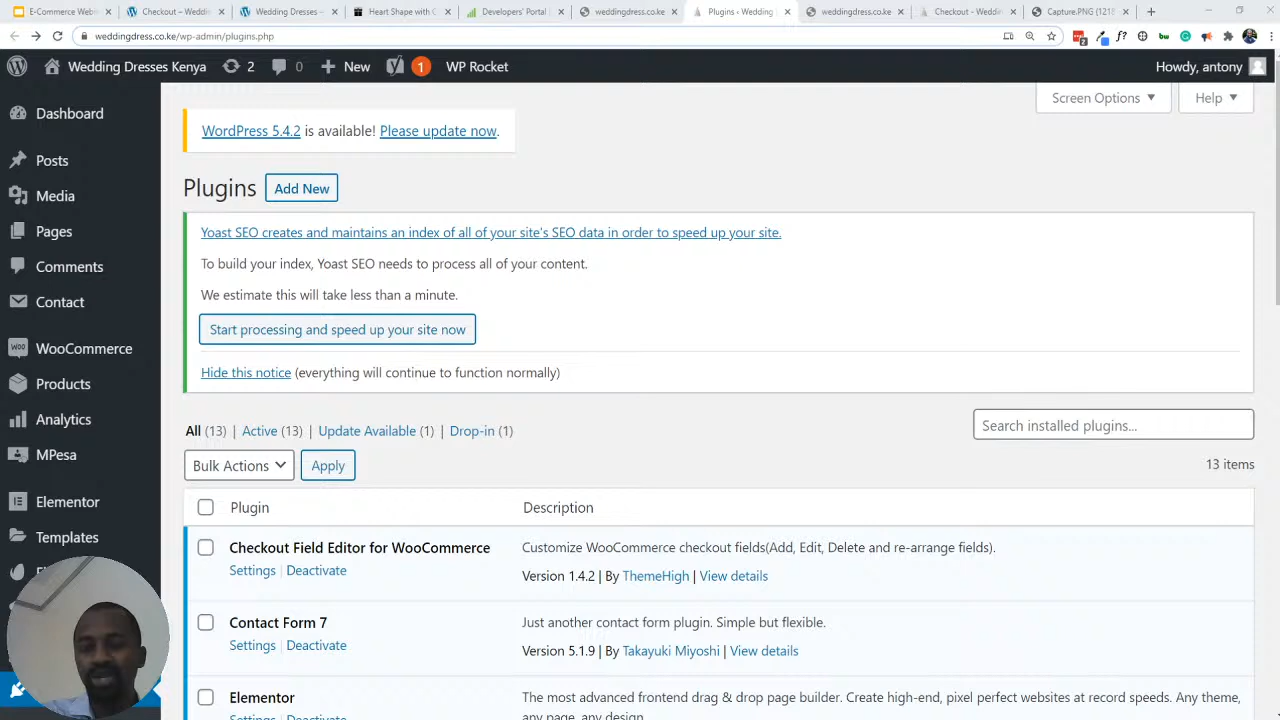 E-Commerce Websi
Checkout – Weddin
Wedding Dresses –
Heart Shape with C
Developers' Portal
weddingdress.co.ke
Plugins ‹ Wedding
weddingdress.co.ke
Checkout - Weddin
Capture.PNG (1218
weddingdress.co.ke/wp-admin/plugins.php
Wedding Dresses Kenya 2 0 New 1 WP Rocket Howdy, antony
Screen Options Help
Dashboard
Posts
Media
Pages
Comments
Contact
WooCommerce
Products
Analytics
MPesa
Elementor
Templates
WordPress 5.4.2 is available! Please update now.
Plugins Add New
Yoast SEO creates and maintains an index of all of your site's SEO data in order to speed up your site.
To build your index, Yoast SEO needs to process all of your content.
We estimate this will take less than a minute.
Start processing and speed up your site now
Hide this notice (everything will continue to function normally)
All (13) | Active (13) | Update Available (1) | Drop-in (1)
Search installed plugins...
Bulk Actions Apply
13 items
Plugin Description
Checkout Field Editor for WooCommerce
Settings | Deactivate
Customize WooCommerce checkout fields(Add, Edit, Delete and re-arrange fields).
Version 1.4.2 | By ThemeHigh | View details
Contact Form 7
Settings | Deactivate
Just another contact form plugin. Simple but flexible.
Version 5.1.9 | By Takayuki Miyoshi | View details
Elementor
Settings | Deactivate
The most advanced frontend drag & drop page builder. Create high-end, pixel perfect websites at record speeds. Any theme,
any page, any design.